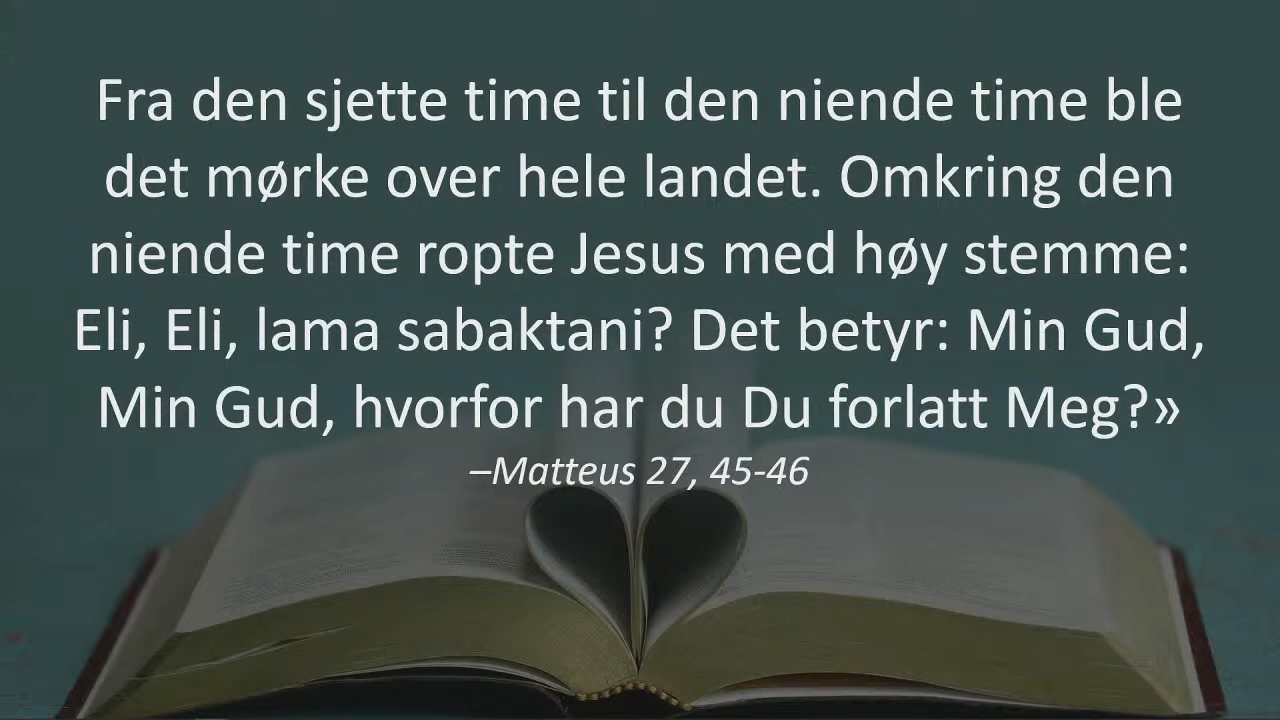 Fra den sjette time til den niende time ble
det mørke over hele landet. Omkring den
niende time ropte Jesus med høy stemme:
Eli, Eli, lama sabaktani? Det betyr: Min Gud,
Min Gud, hvorfor har du Du forlatt Meg?»
–Matteus 27, 45-46